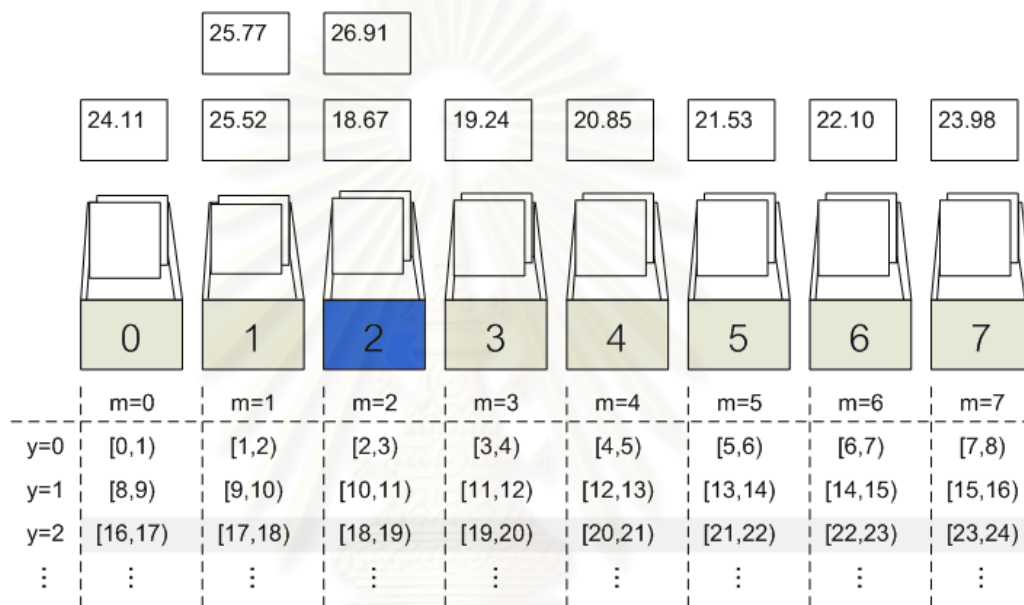 25.77 26.91
24.11 25.52 18.67 19.24 20.85 21.53 22.10 23.98
0 1 2 3 4 5 6 7
m=0 m=1 m=2 m=3 m=4 m=5 m=6 m=7
y=0 [0,1) [1,2) [2,3) [3,4) [4,5) [5,6) [6,7) [7,8)
y=1 [8,9) [9,10) [10,11) [11,12) [12,13) [13,14) [14,15) [15,16)
y=2 [16,17) [17,18) [18,19) [19,20) [20,21) [21,22) [22,23) [23,24)
⋮ ⋮ ⋮ ⋮ ⋮ ⋮ ⋮ ⋮ ⋮